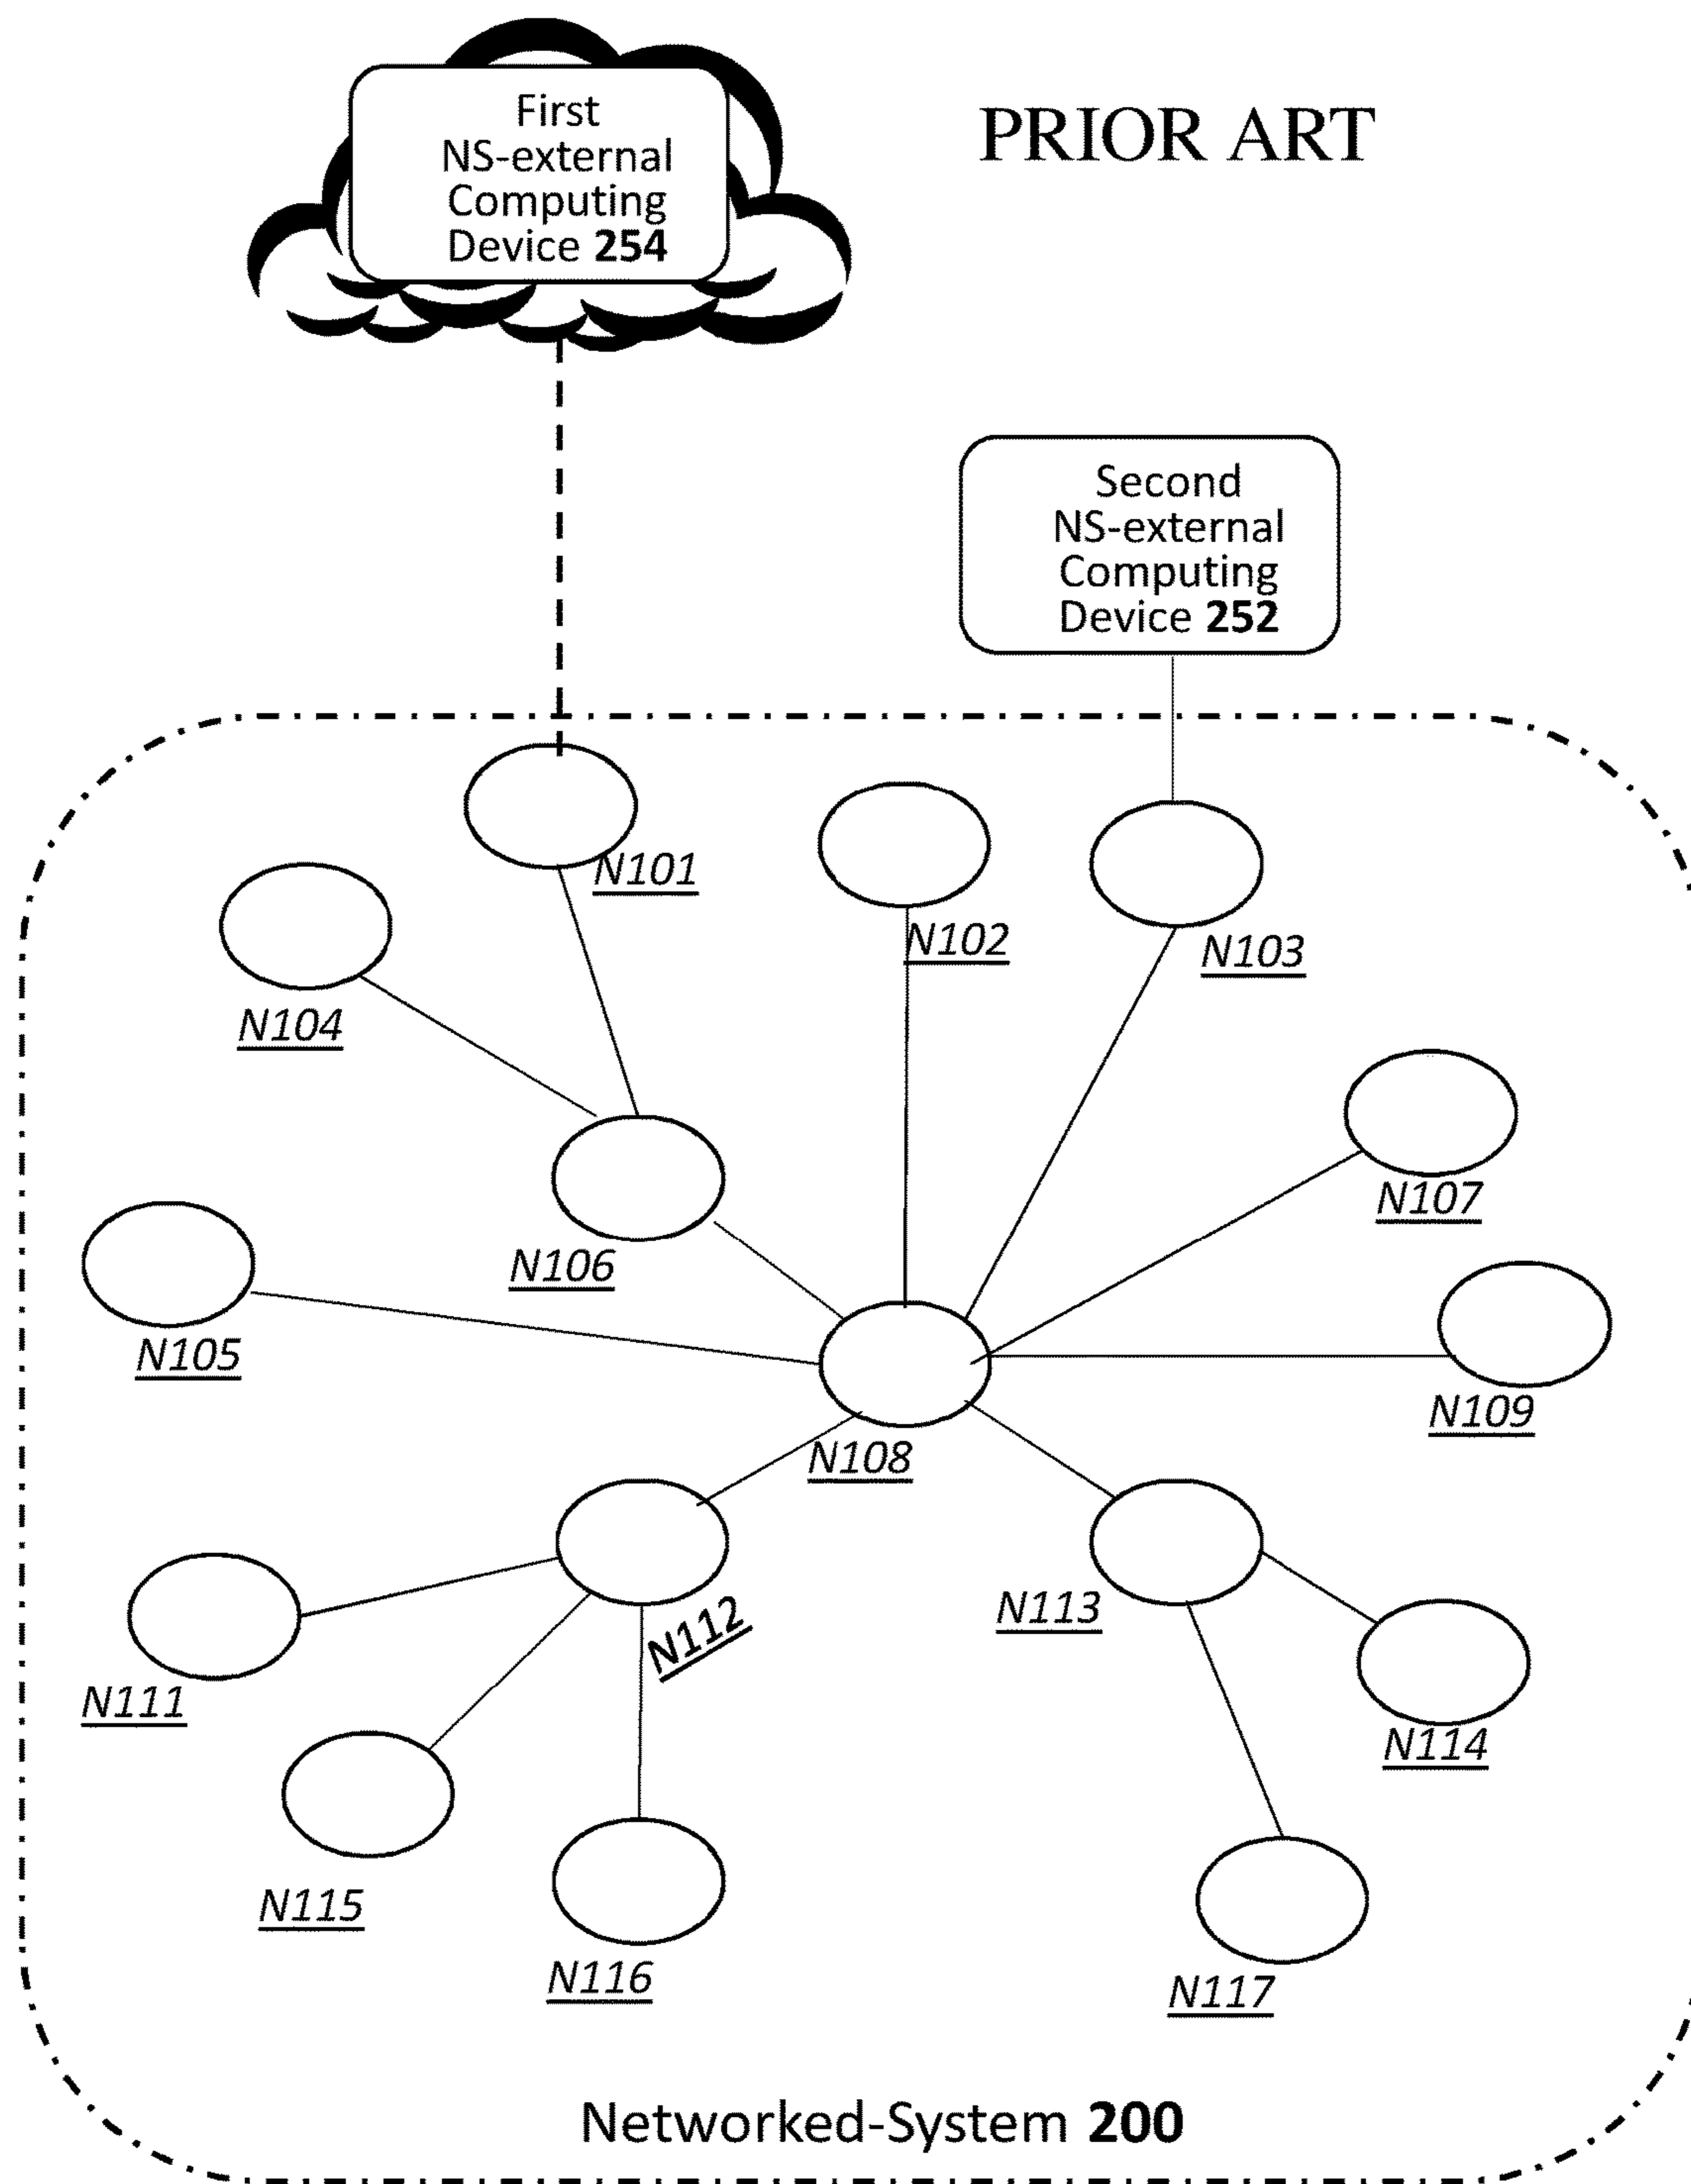 First
NS-external
Computing
Device 254
PRIOR ART
Second
NS-external
Computing
Device 252
N101
N102
N103
N104
N107
N106
N105
N109
N108
N112
N113
N111
N114
N115
N116
N117
Networked-System 200